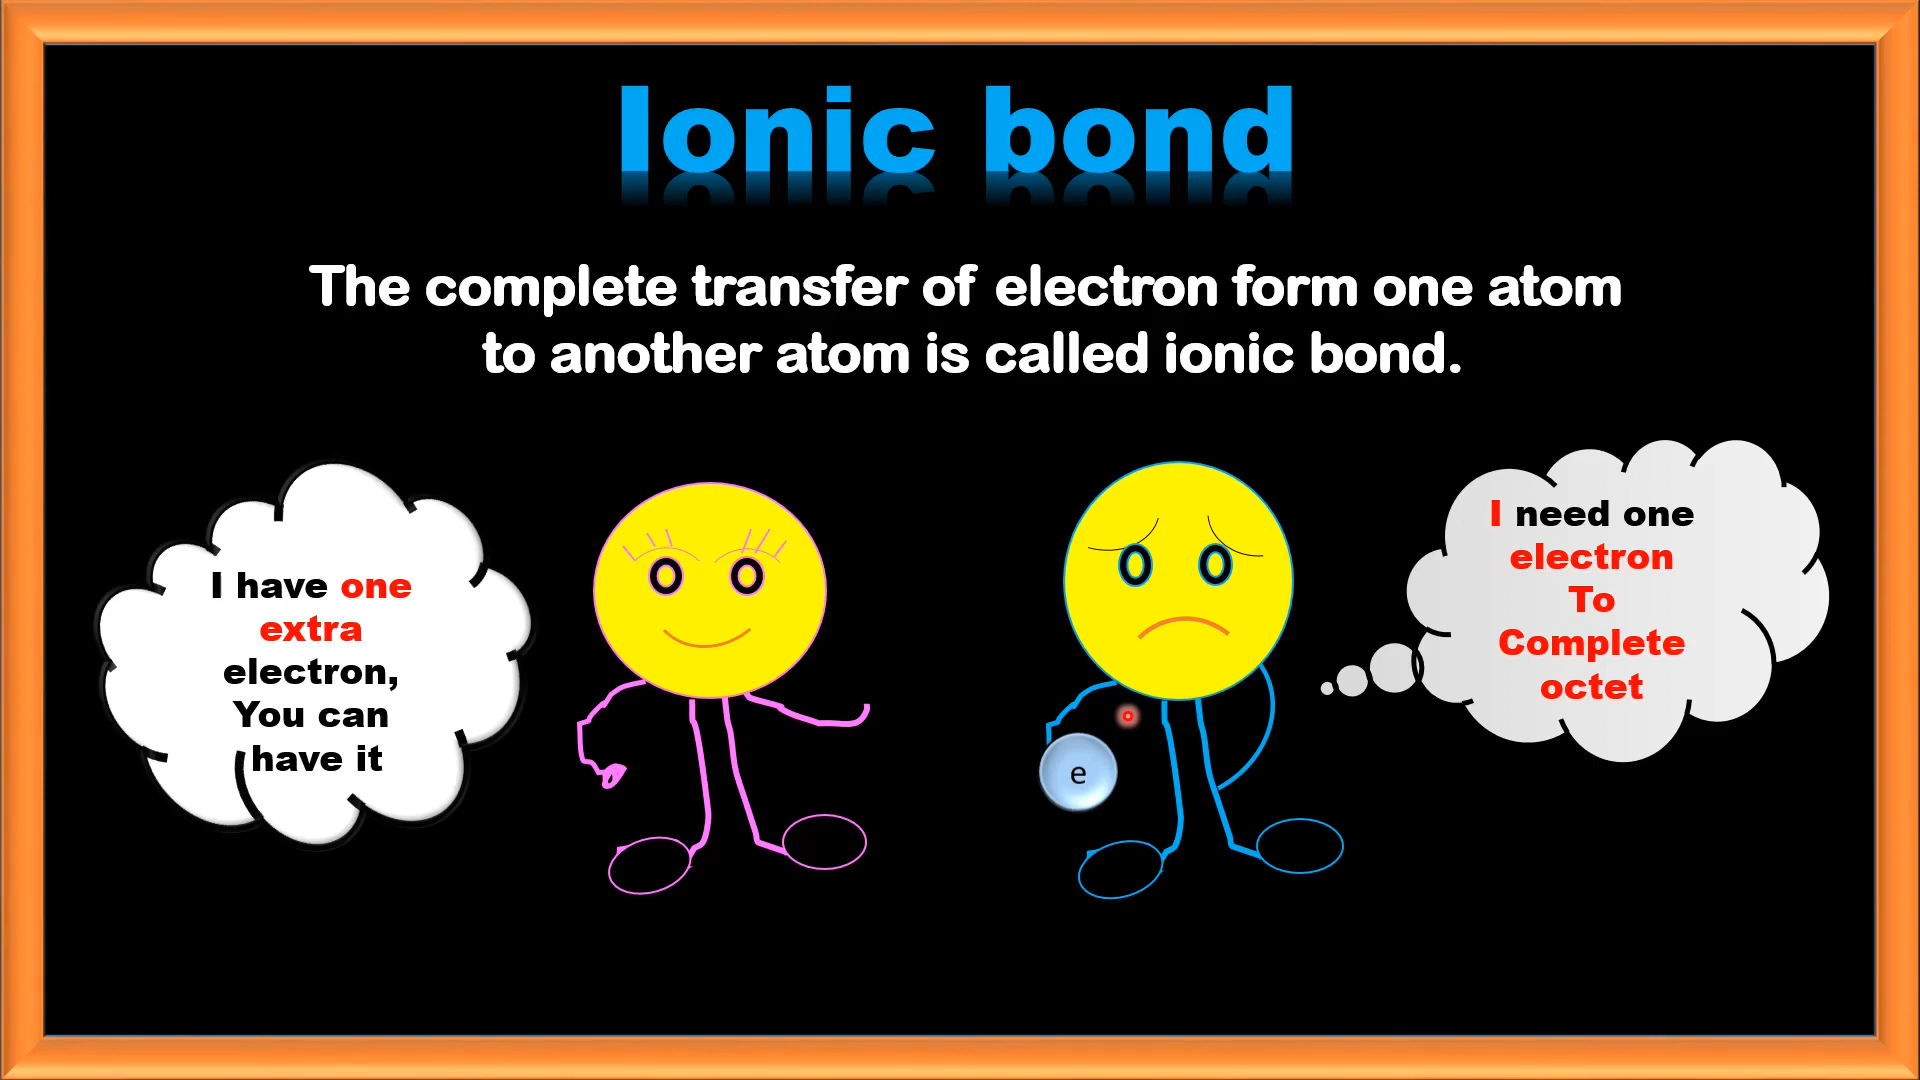 Ionic bond
The complete transfer of electron form one atom
to another atom is called ionic bond.
I have one
extra
electron,
You can
have it
e
I need one
electron
To
Complete
octet